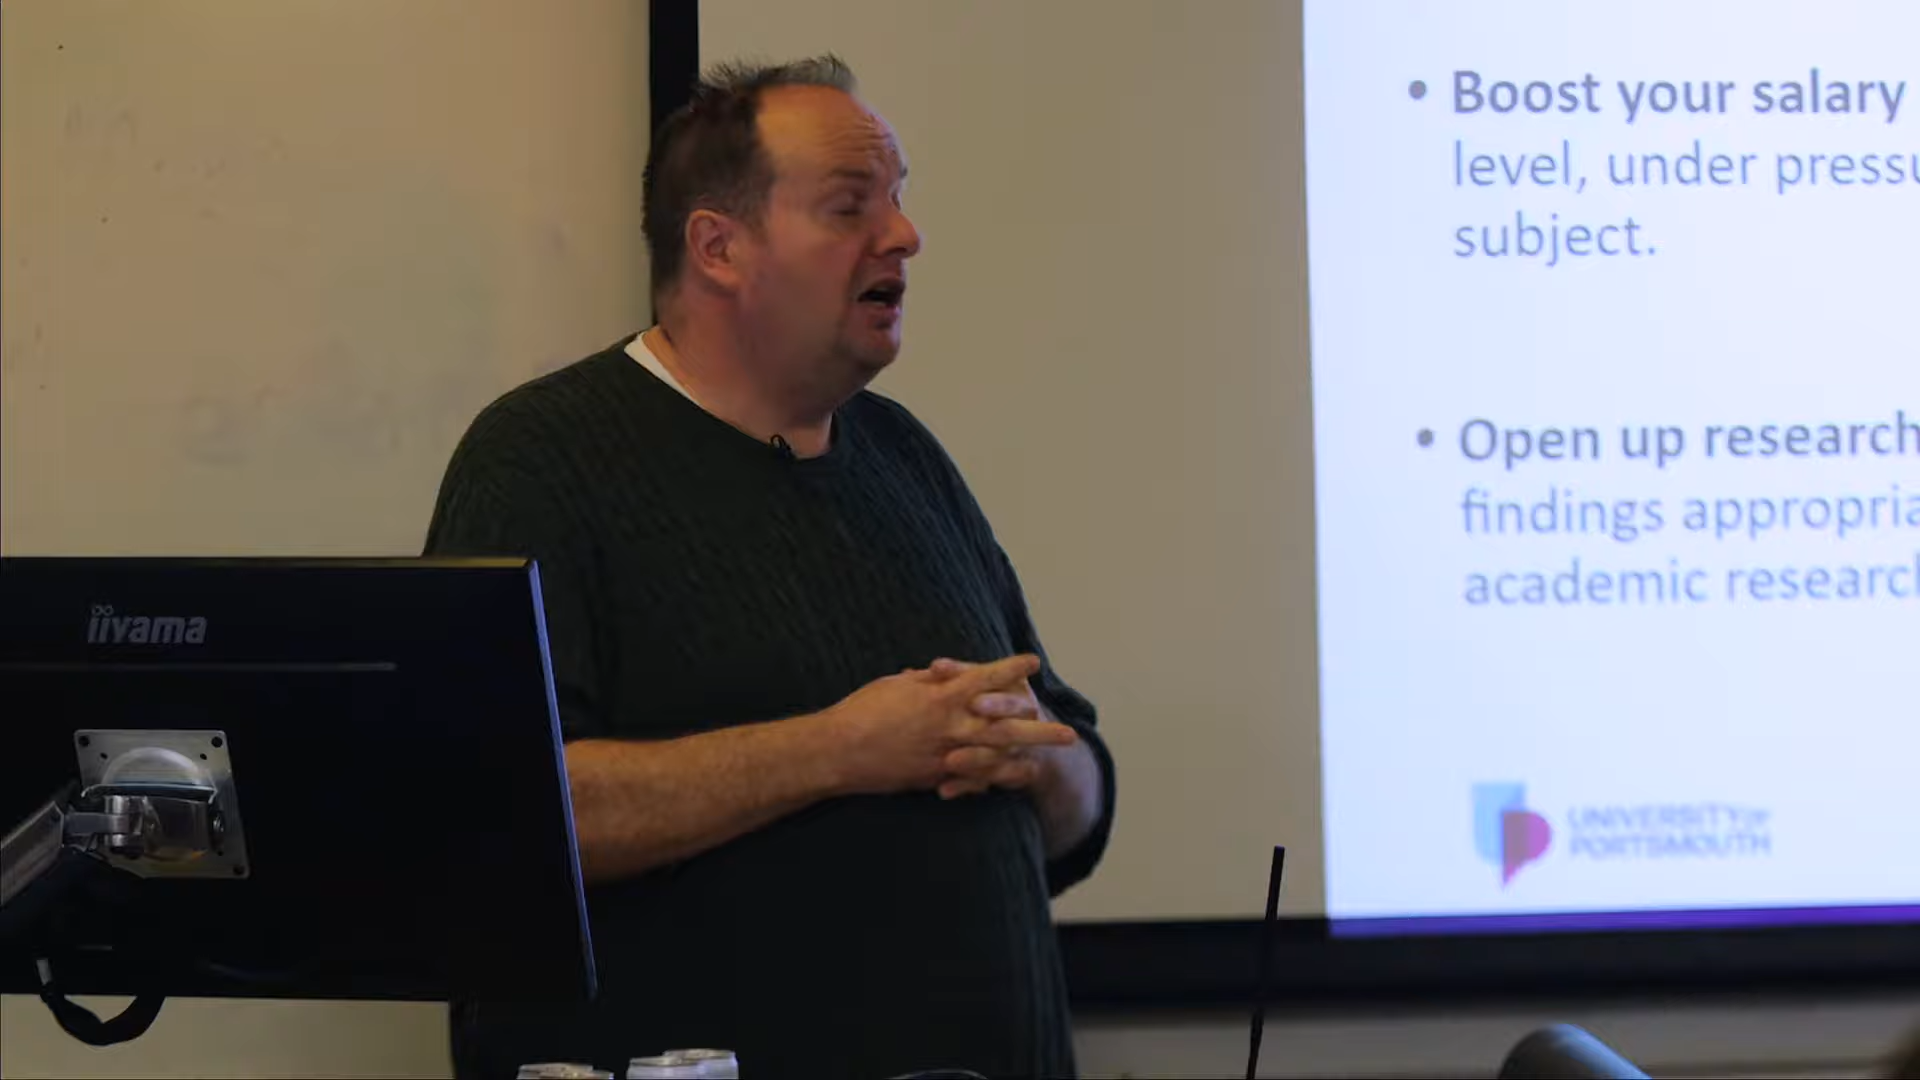 • Boost your salary
level, under pressu
subject.
• Open up research
findings appropria
academic research
UNIVERSITY OF
PORTSMOUTH
iiyama